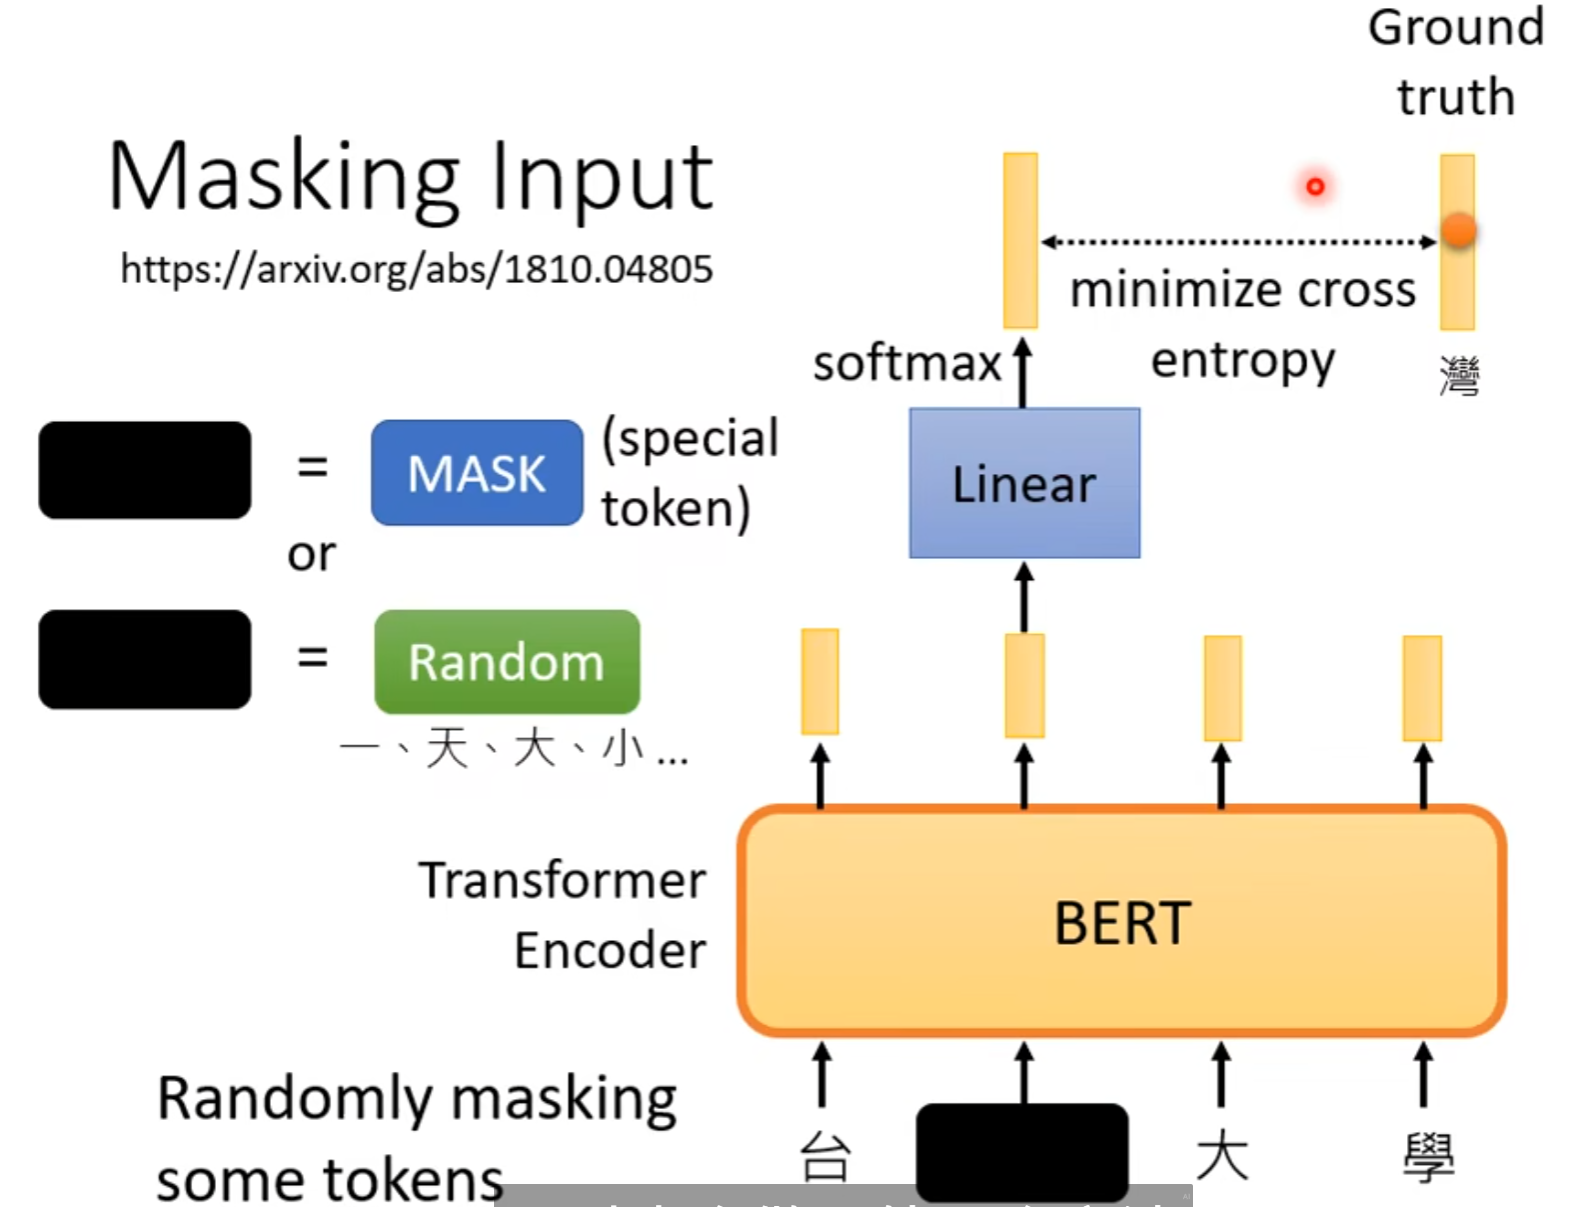 Masking Input
https://arxiv.org/abs/1810.04805
Ground
truth
minimize cross
entropy
灣
softmax
Linear
= MASK (special
token)
or
= Random
一、天、大、小 ...
Transformer
Encoder
BERT
Randomly masking
some tokens
台 大 學